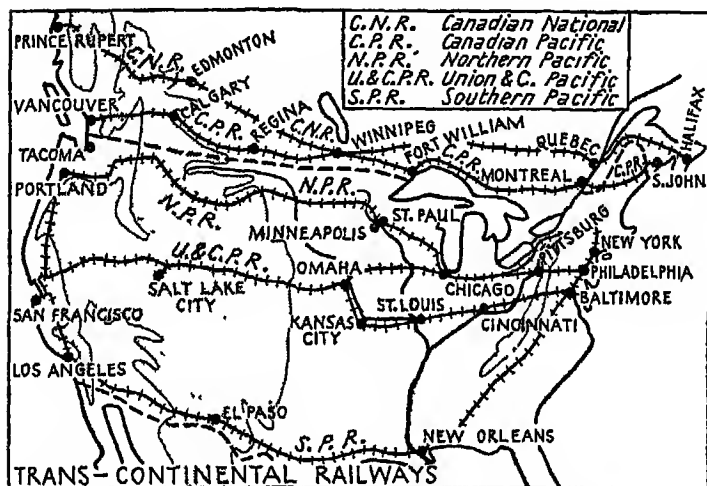 C.N.R. Canadian National
C.P.R. Canadian Pacific
N.P.R. Northern Pacific
U.&C.P.R. Union & C. Pacific
S.P.R. Southern Pacific
PRINCE RUPERT
C.N.R.
EDMONTON
VANCOUVER
CALGARY
C.P.R.
REGINA
C.N.R.
WINNIPEG
FORT WILLIAM
C.P.R.
QUEBEC
HALIFAX
C.P.R.
S.JOHN
MONTREAL
TACOMA
PORTLAND
N.P.R.
N.P.R.
ST. PAUL
MINNEAPOLIS
PITTSBURG
NEW YORK
U.&C.P.R.
OMAHA
CHICAGO
PHILADELPHIA
SALT LAKE
CITY
BALTIMORE
SAN FRANCISCO
KANSAS
CITY
ST. LOUIS
CINCINNATI
LOS ANGELES
EL PASO
S.P.R.
NEW ORLEANS
TRANS-CONTINENTAL RAILWAYS